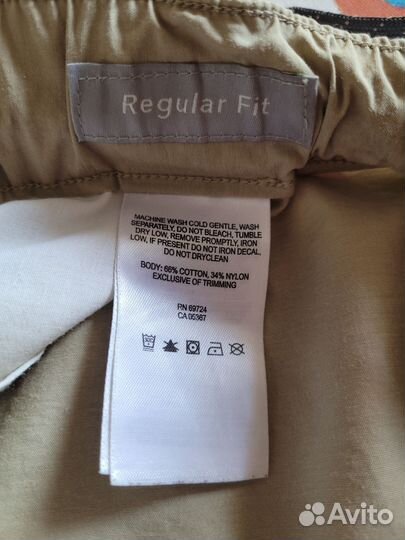 Regular Fit
MACHINE WASH COLD GENTLE, WASH
SEPARATELY. DO NOT BLEACH, TUMBLE
DRY LOW, REMOVE PROMPTLY, IRON
LOW, IF PRESENT DO NOT IRON DECAL,
DO NOT DRYCLEAN
BODY: 66% COTTON, 34% NYLON
EXCLUSIVE OF TRIMMING
RN 69724
CA 05367
Avito